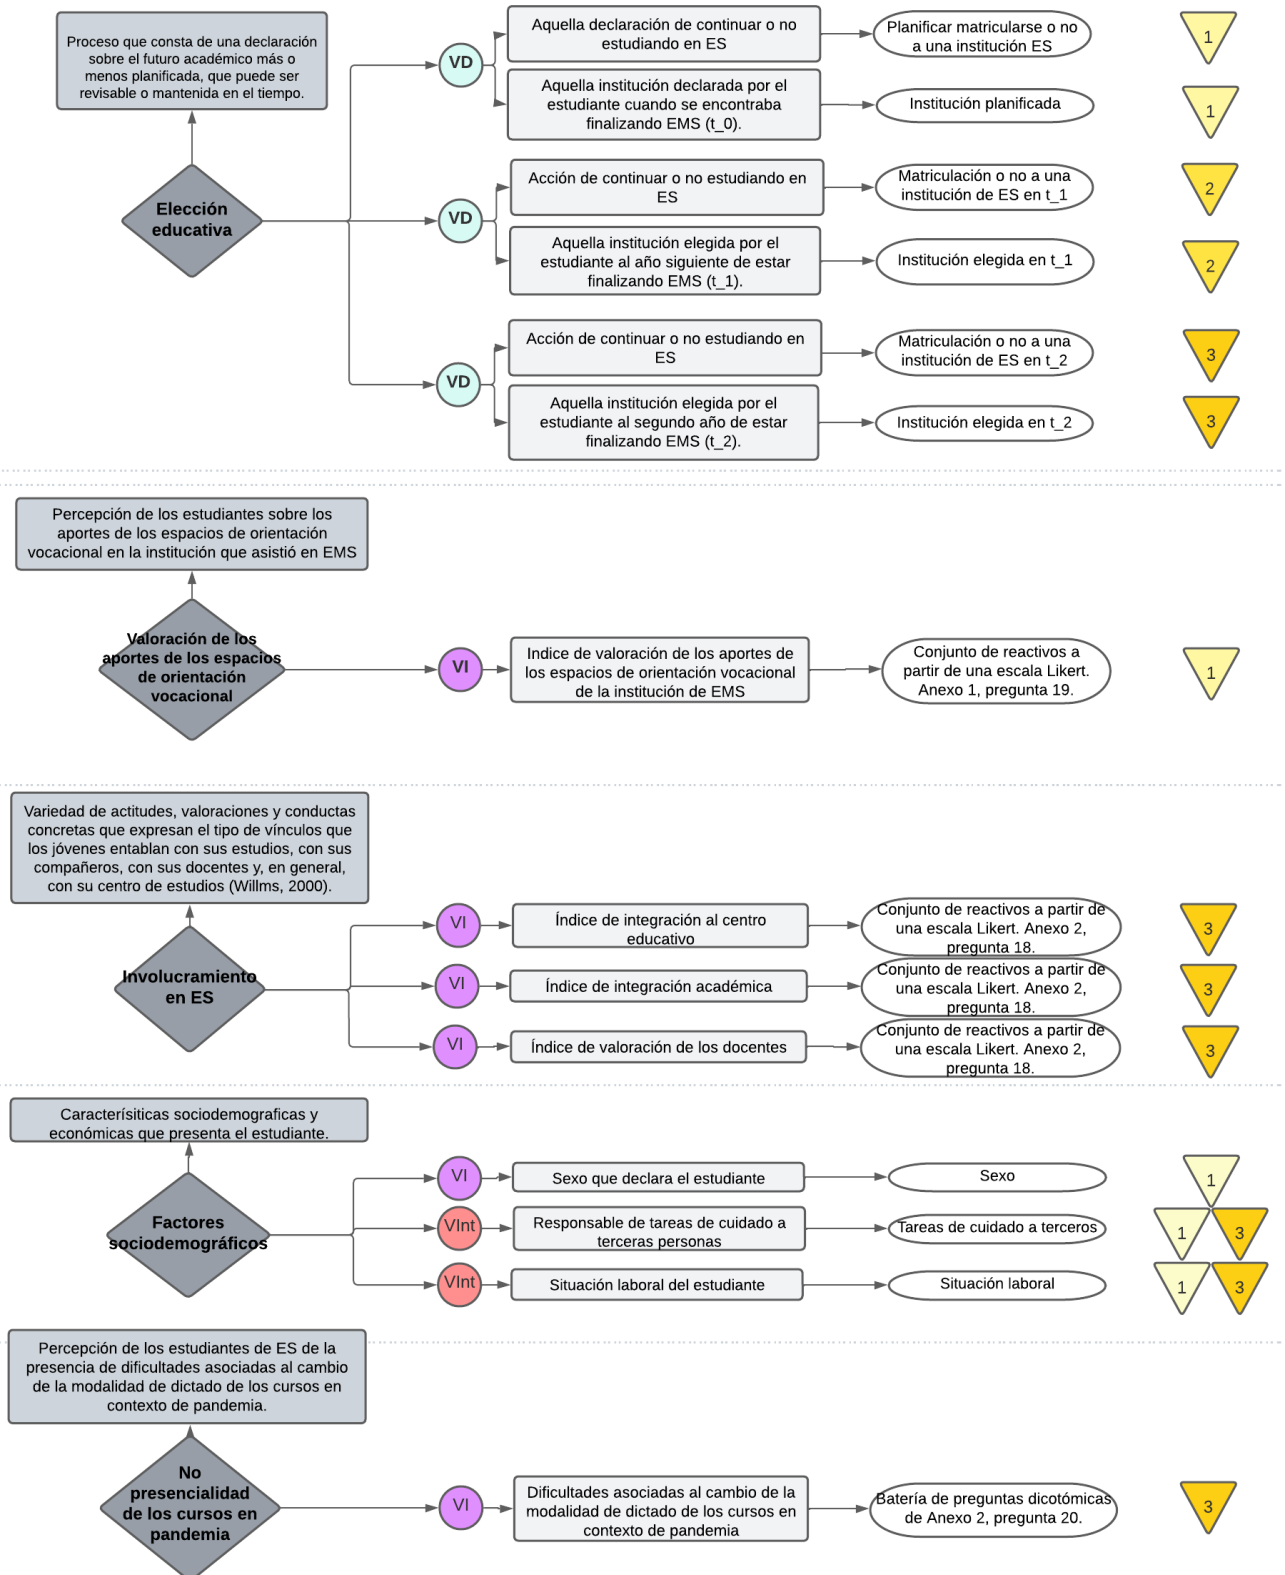 Proceso que consta de una declaración
sobre el futuro académico más o
menos planificada, que puede ser
revisable o mantenida en el tiempo.
Elección
educativa
VD
Aquella declaración de continuar o no
estudiando en ES
Planificar matricularse o no
a una institución ES
1
Aquella institución declarada por el
estudiante cuando se encontraba
finalizando EMS (t_0).
Institución planificada
1
VD
Acción de continuar o no estudiando en
ES
Matriculación o no a una
institución de ES en t_1
2
Aquella institución elegida por el
estudiante al año siguiente de estar
finalizando EMS (t_1).
Institución elegida en t_1
2
VD
Acción de continuar o no estudiando en
ES
Matriculación o no a una
institución de ES en t_2
3
Aquella institución elegida por el
estudiante al segundo año de estar
finalizando EMS (t_2).
Institución elegida en t_2
3
Percepción de los estudiantes sobre los
aportes de los espacios de orientación
vocacional en la institución que asistió en EMS
Valoración de los
aportes de los espacios
de orientación
vocacional
VI
Indice de valoración de los aportes de
los espacios de orientación vocacional
de la institución de EMS
Conjunto de reactivos a
partir de una escala Likert.
Anexo 1, pregunta 19.
1
Variedad de actitudes, valoraciones y conductas
concretas que expresan el tipo de vínculos que
los jóvenes entablan con sus estudios, con sus
compañeros, con sus docentes y, en general,
con su centro de estudios (Willms, 2000).
Involucramiento
en ES
VI
Índice de integración al centro
educativo
Conjunto de reactivos a partir de
una escala Likert. Anexo 2,
pregunta 18.
3
VI
Índice de integración académica
Conjunto de reactivos a partir de
una escala Likert. Anexo 2,
pregunta 18.
3
VI
Índice de valoración de los docentes
Conjunto de reactivos a partir de
una escala Likert. Anexo 2,
pregunta 18.
3
Caracterísiticas sociodemograficas y
económicas que presenta el estudiante.
Factores
sociodemográficos
VI
Sexo que declara el estudiante
Sexo
1
VInt
Responsable de tareas de cuidado a
terceras personas
Tareas de cuidado a terceros
1
3
VInt
Situación laboral del estudiante
Situación laboral
1
3
Percepción de los estudiantes de ES de la
presencia de dificultades asociadas al cambio
de la modalidad de dictado de los cursos en
contexto de pandemia.
No
presencialidad
de los cursos en
pandemia
VI
Dificultades asociadas al cambio de la
modalidad de dictado de los cursos en
contexto de pandemia
Batería de preguntas dicotómicas
de Anexo 2, pregunta 20.
3